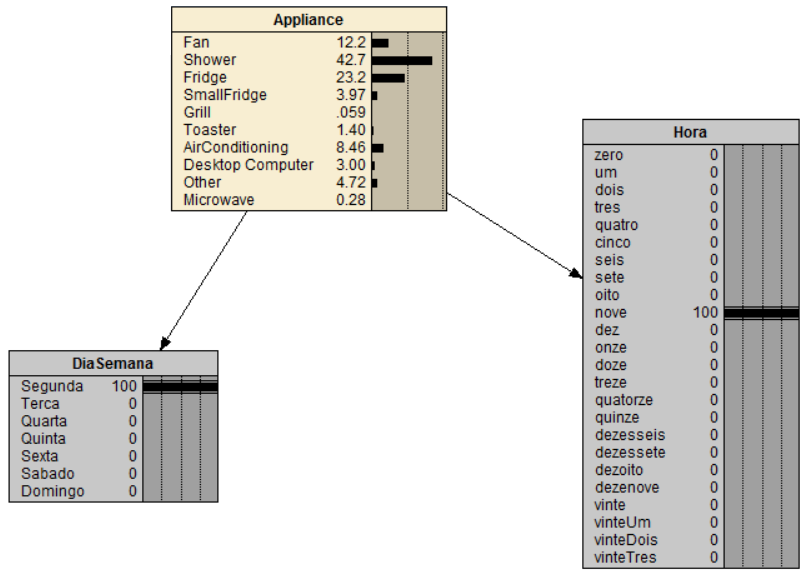 Appliance
Fan 12.2
Shower 42.7
Fridge 23.2
SmallFridge 3.97
Grill .059
Toaster 1.40
AirConditioning 8.46
Desktop Computer 3.00
Other 4.72
Microwave 0.28
Hora
zero 0
um 0
dois 0
tres 0
quatro 0
cinco 0
seis 0
sete 0
oito 0
nove 100
dez 0
onze 0
doze 0
treze 0
quatorze 0
quinze 0
dezesseis 0
dezessete 0
dezoito 0
dezenove 0
vinte 0
vinteUm 0
vinteDois 0
vinteTres 0
DiaSemana
Segunda 100
Terca 0
Quarta 0
Quinta 0
Sexta 0
Sabado 0
Domingo 0